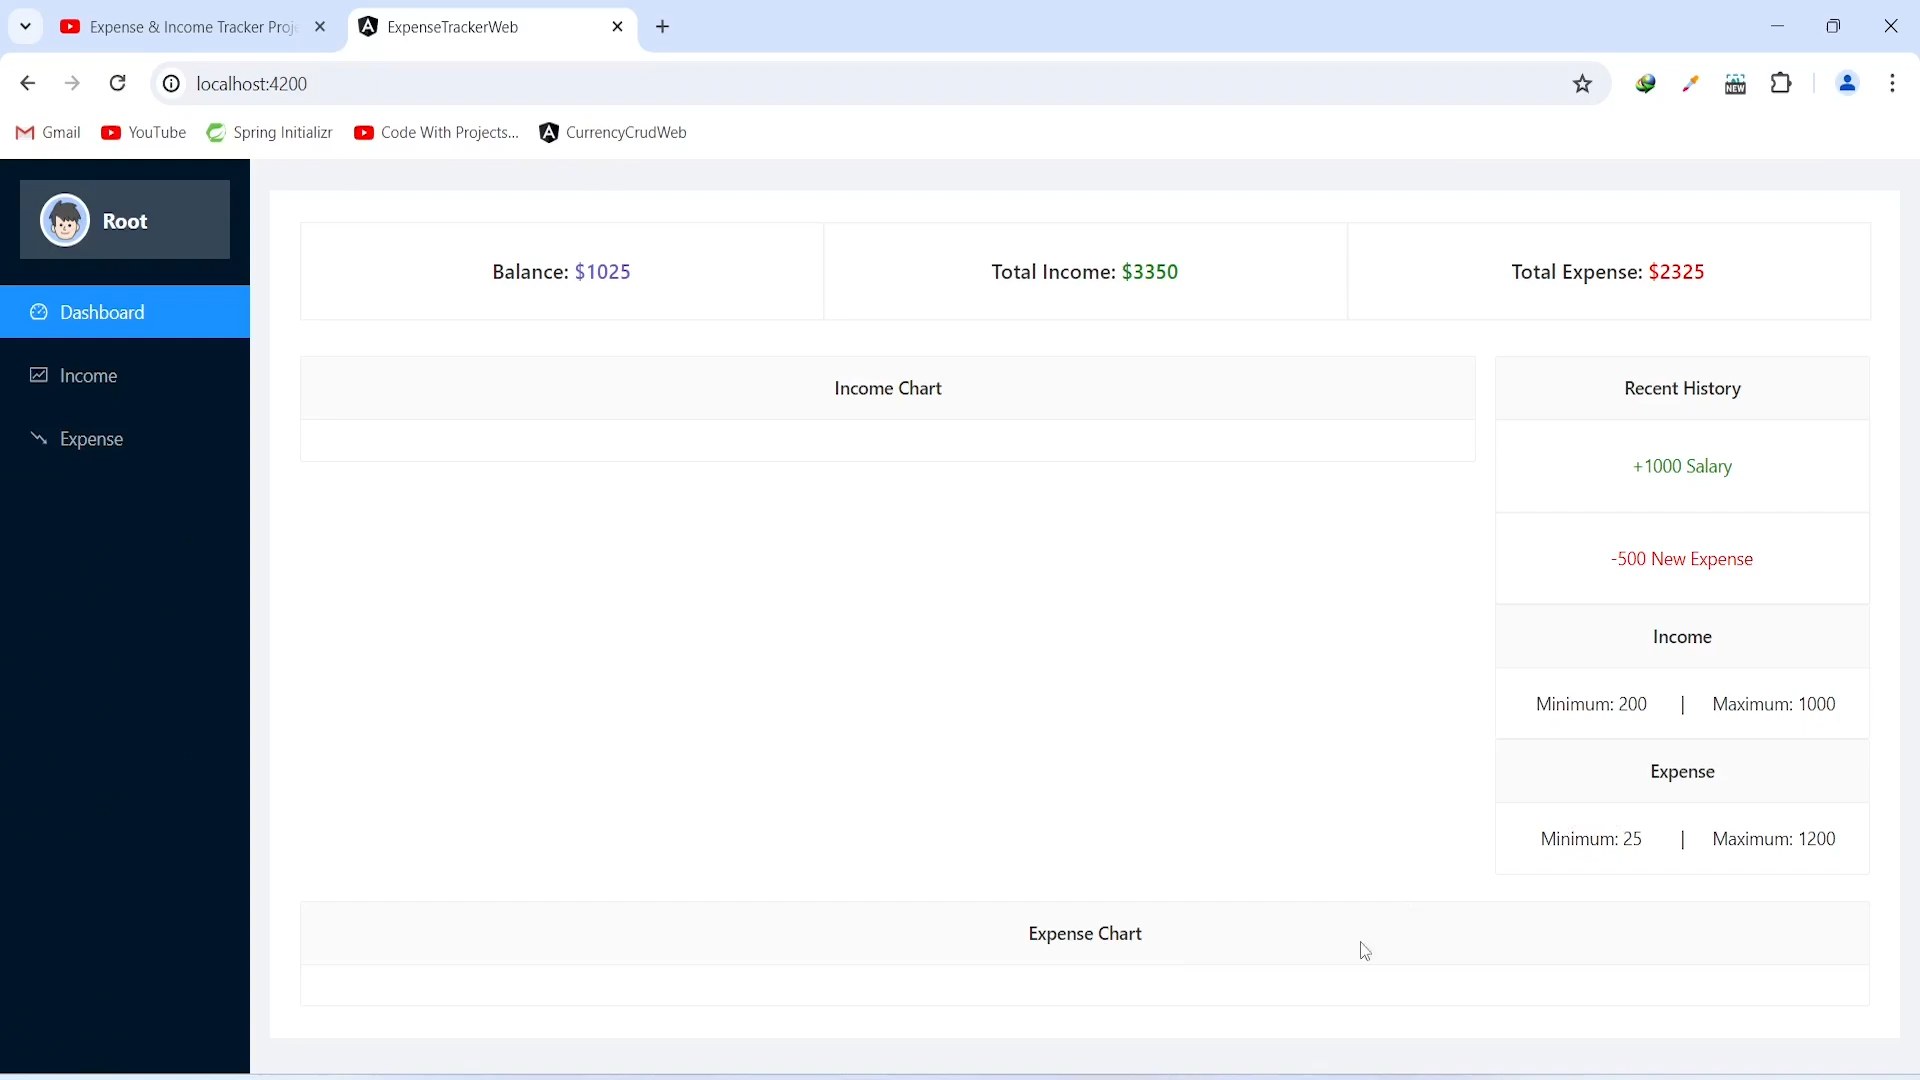 Expense & Income Tracker Proj
ExpenseTrackerWeb
localhost:4200
NEW
Gmail
YouTube
Spring Initializr
Code With Projects...
CurrencyCrudWeb
Root
Dashboard
Income
Expense
Balance: $1025
Total Income: $3350
Total Expense: $2325
Income Chart
Recent History
+1000 Salary
-500 New Expense
Income
Minimum: 200 | Maximum: 1000
Expense
Minimum: 25 | Maximum: 1200
Expense Chart